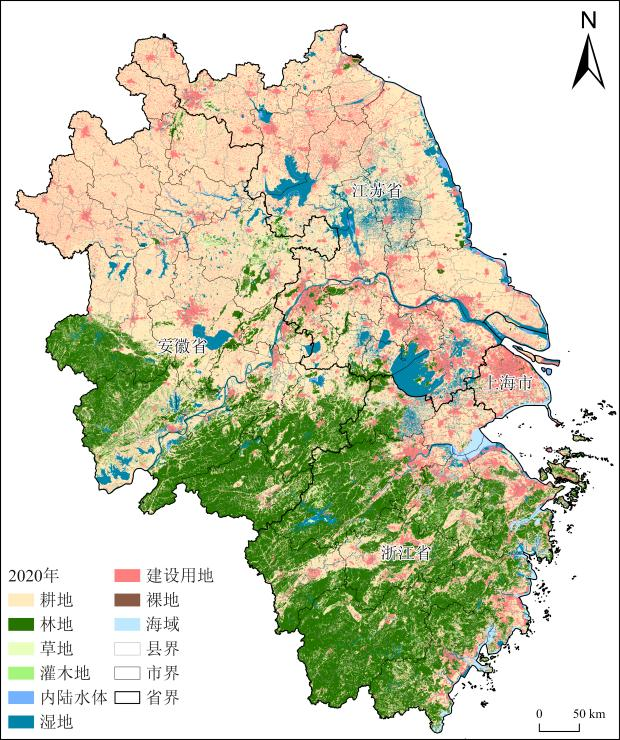 N
江苏省
安徽省
上海市
浙江省
2020年
耕地
林地
草地
灌木地
内陆水体
湿地
建设用地
裸地
海域
县界
市界
省界
0 50 km